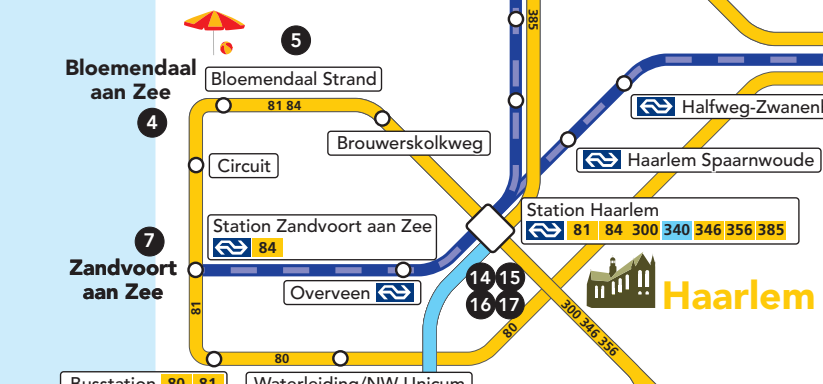 385
5
Bloemendaal
aan Zee
Bloemendaal Strand
81 84
4
Brouwerskolkweg
Halfweg-Zwanen
Haarlem Spaarnwoude
Circuit
Station Haarlem
81 84 300 340 346 356 385
Station Zandvoort aan Zee
84
7
Zandvoort
aan Zee
Overveen
14 15
16 17
Haarlem
81
300 346 356
80
80
Busstation 80 81
Waterleiding/NW Unicum